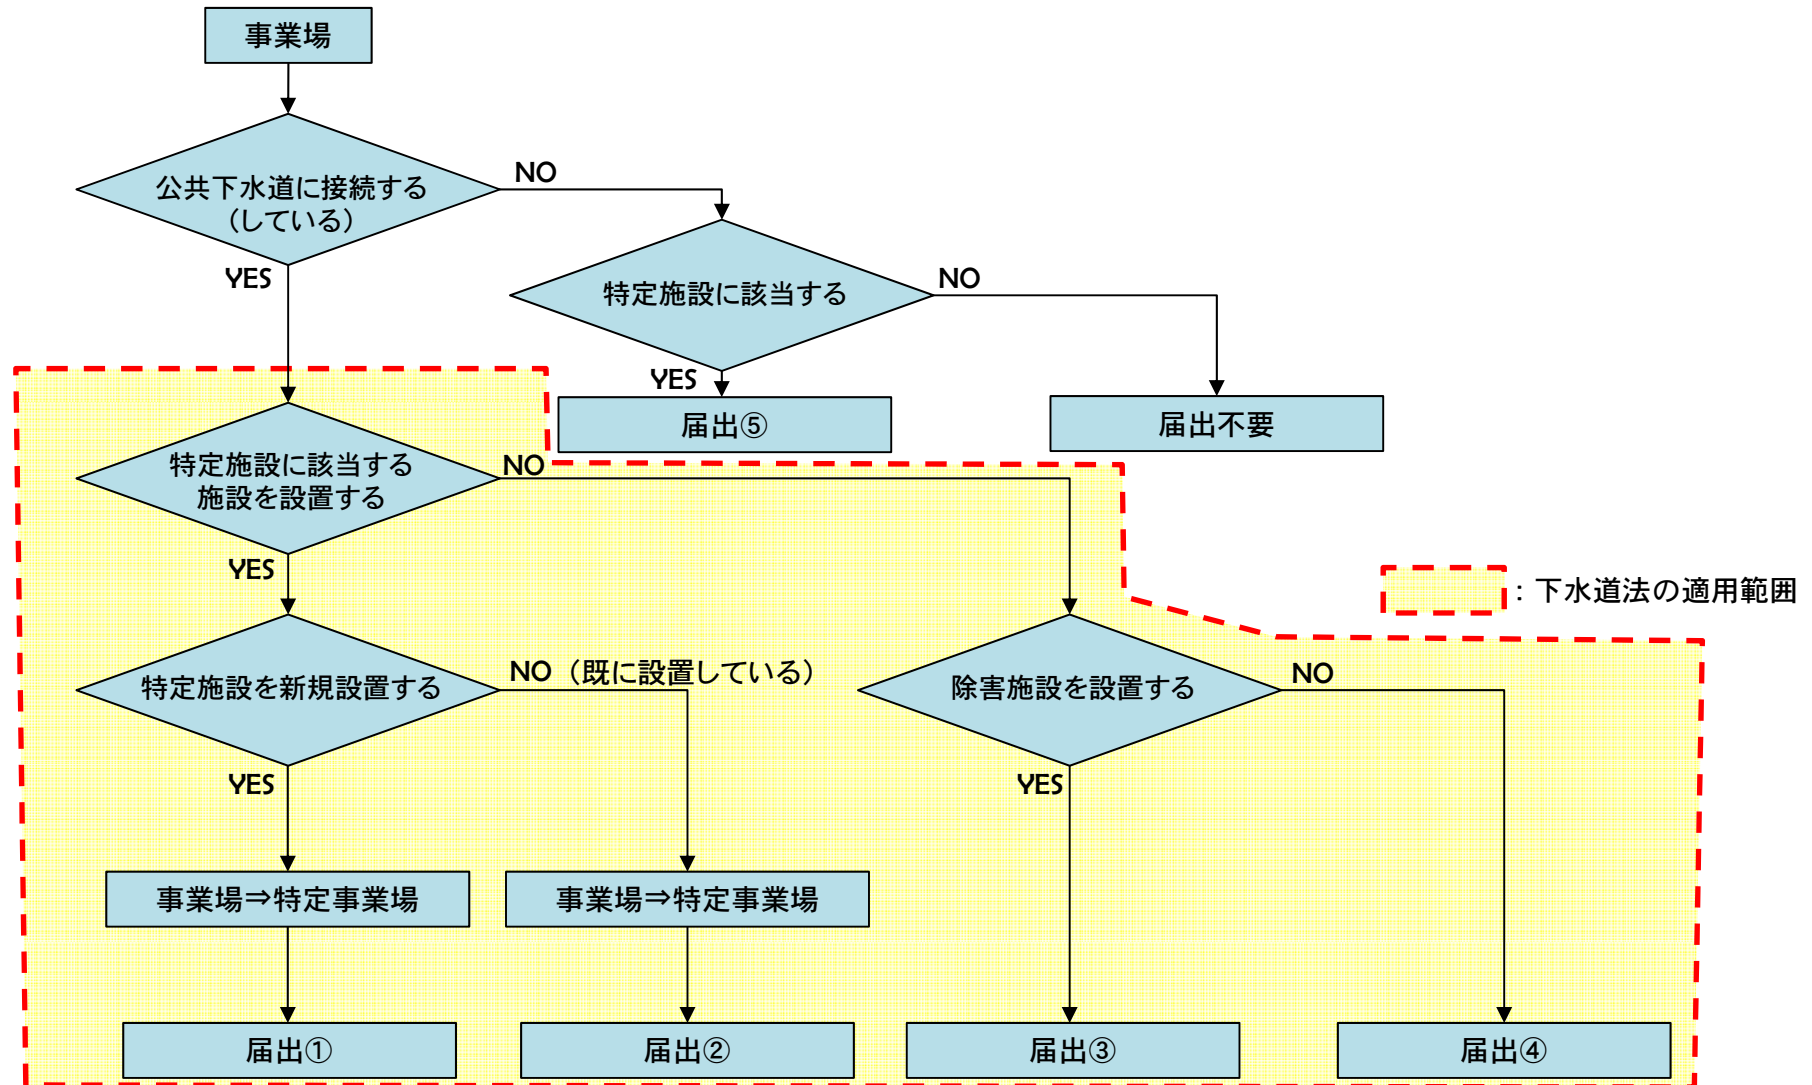 事業場
公共下水道に接続する
（している）
NO
YES
特定施設に該当する
NO
YES
届出⑤
届出不要
特定施設に該当する
施設を設置する
NO
YES
：下水道法の適用範囲
特定施設を新規設置する
NO（既に設置している）
YES
除害施設を設置する
NO
YES
事業場⇒特定事業場
事業場⇒特定事業場
届出①
届出②
届出③
届出④